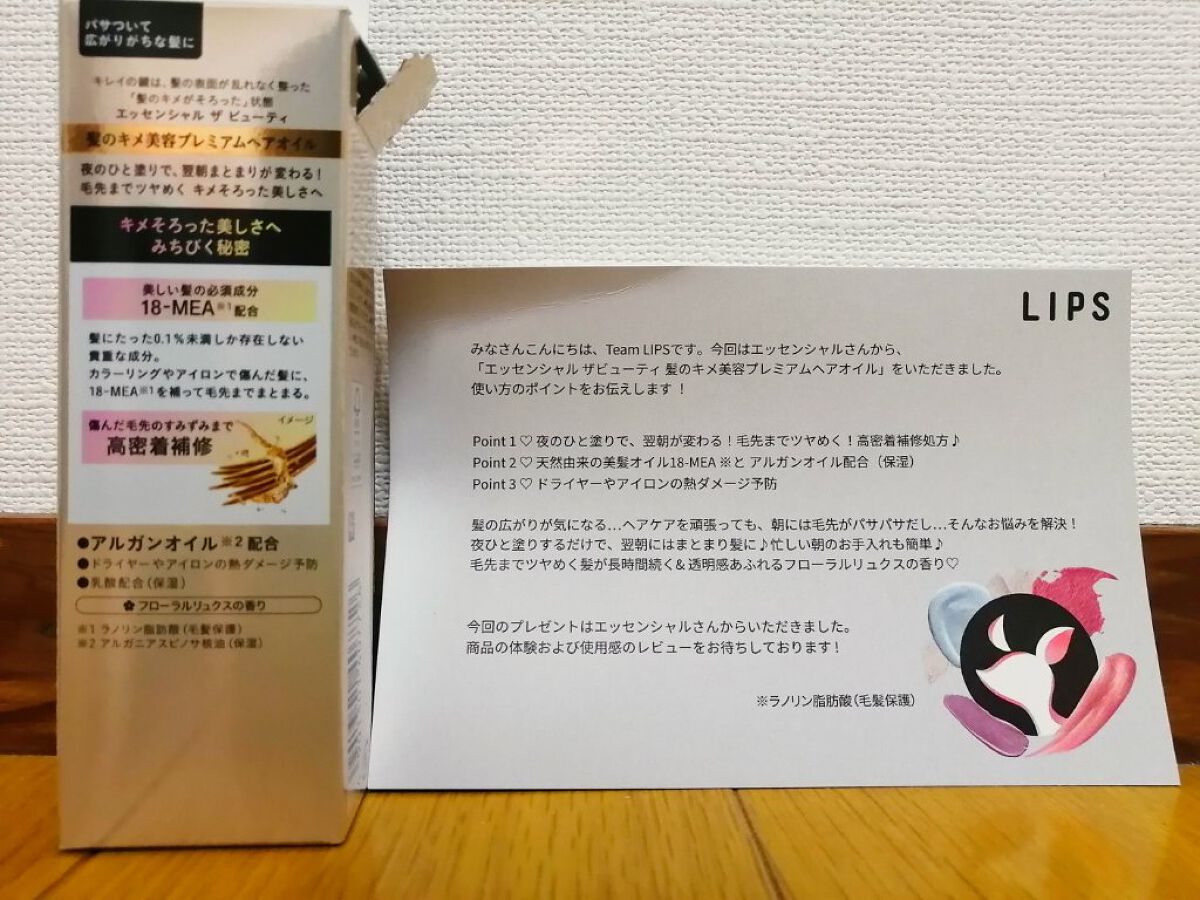 パサついて
広がりがちな髪に
キレイの鍵は、髪の表面が乱れなく整った
「髪のキメがそろった」状態
エッセンシャル ザ ビューティ
髪のキメ美容プレミアムヘアオイル
夜のひと塗りで、翌朝まとまりが変わる!
毛先までツヤめく キメそろった美しさへ
キメそろった美しさへ
みちびく秘密
美しい髪の必須成分
18-MEA※1配合
髪にたった0.1%未満しか存在しない
貴重な成分。
カラーリングやアイロンで傷んだ髪に、
18-MEA※1を補って毛先までまとまる。
イメージ
傷んだ毛先のすみずみまで
高密着補修
●アルガンオイル※2配合
●ドライヤーやアイロンの熱ダメージ予防
●乳酸配合(保湿)
フローラルリュクスの香り
※1 ラノリン脂肪酸(毛髪保護)
※2 アルガニアスピノサ核油(保湿)
LIPS
みなさんこんにちは、Team LIPSです。今回はエッセンシャルさんから、
「エッセンシャル ザビューティ 髪のキメ美容プレミアムヘアオイル」をいただきました。
使い方のポイントをお伝えします!
Point 1 ♡ 夜のひと塗りで、翌朝が変わる!毛先までツヤめく!高密着補修処方♪
Point 2 ♡ 天然由来の美髪オイル18-MEA ※と アルガンオイル配合(保湿)
Point 3 ♡ ドライヤーやアイロンの熱ダメージ予防
髪の広がりが気になる…ヘアケアを頑張っても、朝には毛先がパサパサだし…そんなお悩みを解決!
夜ひと塗りするだけで、翌朝にはまとまり髪に♪忙しい朝のお手入れも簡単♪
毛先までツヤめく髪が長時間続く& 透明感あふれるフローラルリュクスの香り♡
今回のプレゼントはエッセンシャルさんからいただきました。
商品の体験および使用感のレビューをお待ちしております!
※ラノリン脂肪酸(毛髪保護)